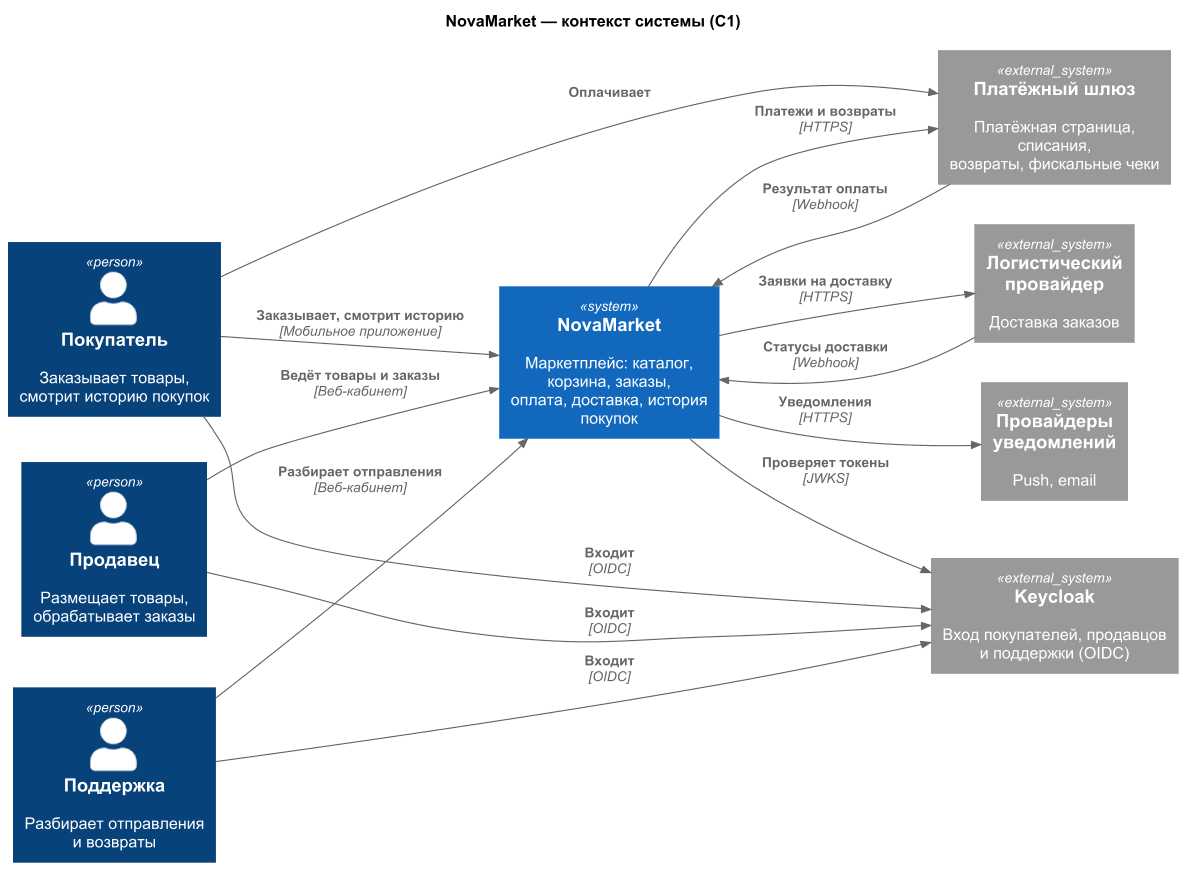 NovaMarket — контекст системы (C1)
«person»
Покупатель
Заказывает товары,
смотрит историю покупок
«person»
Продавец
Размещает товары,
обрабатывает заказы
«person»
Поддержка
Разбирает отправления
и возвраты
Оплачивает
Заказывает, смотрит историю
[Мобильное приложение]
Ведёт товары и заказы
[Веб-кабинет]
Разбирает отправления
[Веб-кабинет]
«system»
NovaMarket
Маркетплейс: каталог,
корзина, заказы,
оплата, доставка, история
покупок
Платежи и возвраты
[HTTPS]
Результат оплаты
[Webhook]
Заявки на доставку
[HTTPS]
Статусы доставки
[Webhook]
Уведомления
[HTTPS]
Проверяет токены
[JWKS]
Входит
[OIDC]
Входит
[OIDC]
Входит
[OIDC]
«external_system»
Платёжный шлюз
Платёжная страница,
списания,
возвраты, фискальные чеки
«external_system»
Логистический
провайдер
Доставка заказов
«external_system»
Провайдеры
уведомлений
Push, email
«external_system»
Keycloak
Вход покупателей, продавцов
и поддержки (OIDC)